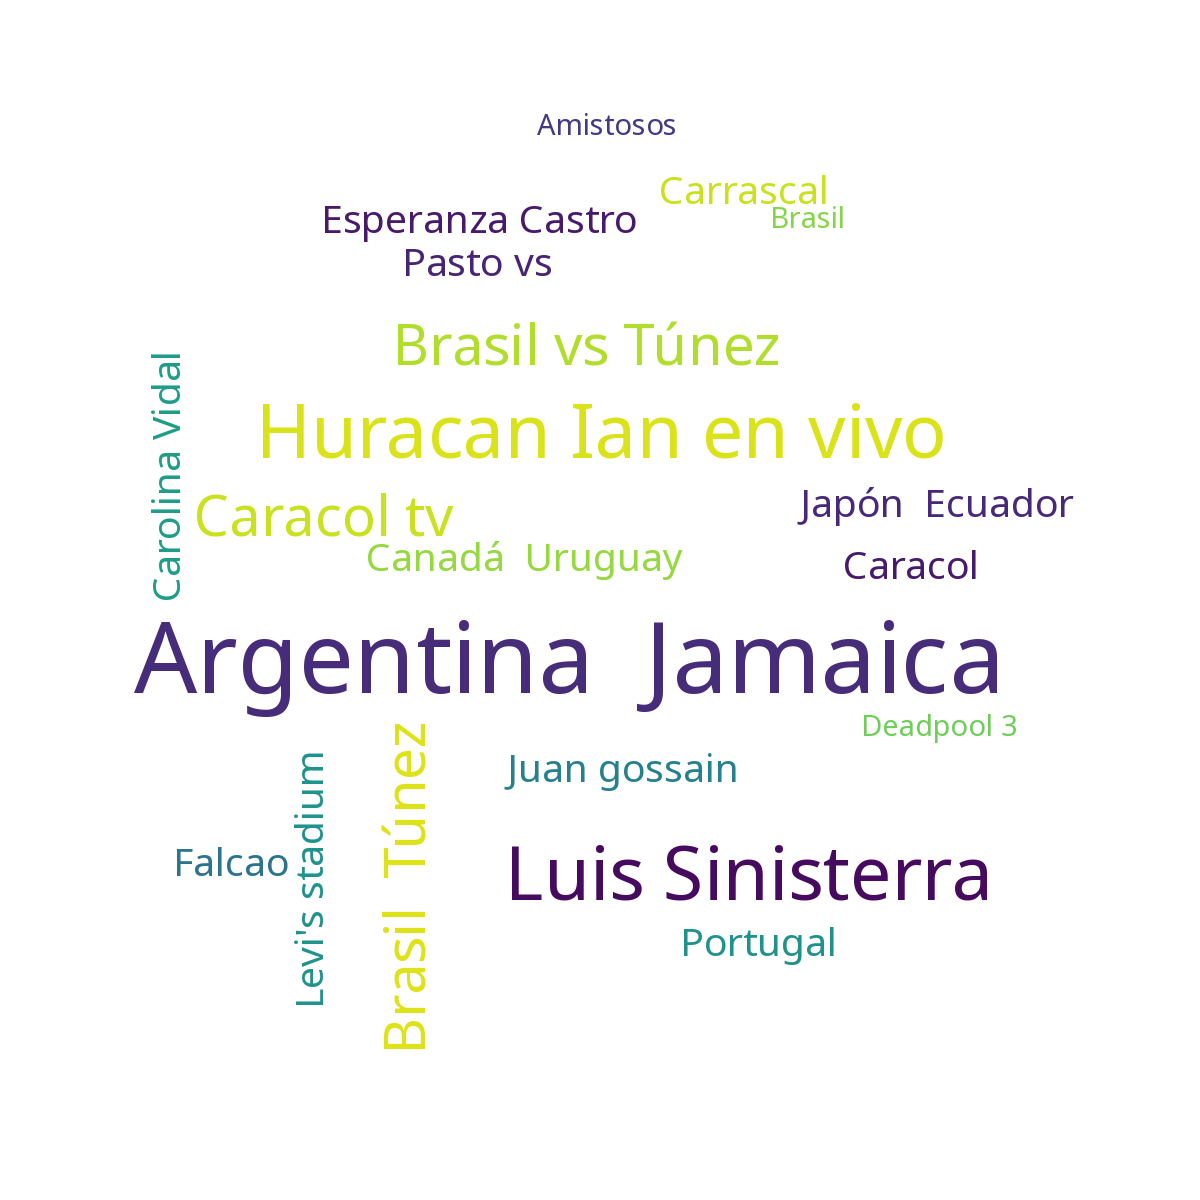 Amistosos
Carrascal
Esperanza Castro
Brasil
Pasto vs
Brasil vs Túnez
Carolina Vidal
Huracan Ian en vivo
Caracol tv
Japón  Ecuador
Canadá  Uruguay
Caracol
Argentina  Jamaica
Deadpool 3
Levi's stadium
Brasil  Túnez
Juan gossain
Falcao
Luis Sinisterra
Portugal